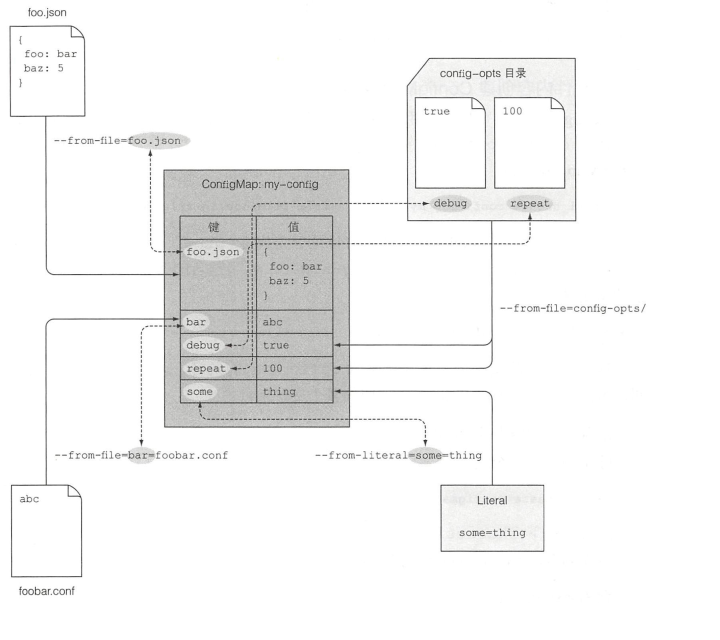 foo.json
{
foo: bar
baz: 5
}
--from-file=foo.json
config-opts 目录
true
100
debug
repeat
ConfigMap: my-config
键 值
foo.json
{
foo: bar
baz: 5
}
bar abc
debug true
repeat 100
some thing
--from-file=config-opts/
--from-file=bar=foobar.conf
--from-literal=some=thing
abc
foobar.conf
Literal
some=thing